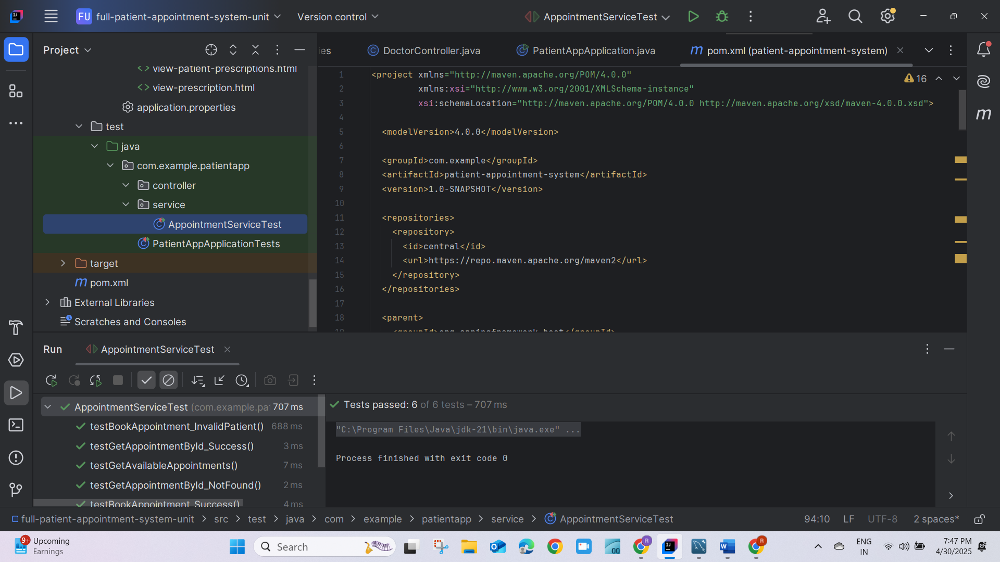 FU full-patient-appointment-system-unit Version control AppointmentServiceTest
Project
ies DoctorController.java PatientAppApplication.java m pom.xml (patient-appointment-system)
view-patient-prescriptions.html
view-prescription.html
application.properties
test
java
com.example.patientapp
controller
service
AppointmentServiceTest
PatientAppApplicationTests
target
m pom.xml
External Libraries
Scratches and Consoles
16
1 <project xmlns="http://maven.apache.org/POM/4.0.0"
2 xmlns:xsi="http://www.w3.org/2001/XMLSchema-instance"
3 xsi:schemaLocation="http://maven.apache.org/POM/4.0.0 http://maven.apache.org/xsd/maven-4.0.0.xsd">
4
5 <modelVersion>4.0.0</modelVersion>
6
7 <groupId>com.example</groupId>
8 <artifactId>patient-appointment-system</artifactId>
9 <version>1.0-SNAPSHOT</version>
10
11 <repositories>
12 <repository>
13 <id>central</id>
14 <url>https://repo.maven.apache.org/maven2</url>
15 </repository>
16 </repositories>
17
18 <parent>
19 <groupId>org.springframework.boot</groupId>
Run AppointmentServiceTest
AppointmentServiceTest (com.example.pat 707 ms
testBookAppointment_InvalidPatient() 688 ms
testGetAppointmentById_Success() 3 ms
testGetAvailableAppointments() 7 ms
testGetAppointmentById_NotFound() 2 ms
testBookAppointment_Success() 4 ms
Tests passed: 6 of 6 tests – 707 ms
"C:\Program Files\Java\jdk-21\bin\java.exe" ...
Process finished with exit code 0
full-patient-appointment-system-unit > src > test > java > com > example > patientapp > service > AppointmentServiceTest 94:10 LF UTF-8 2 spaces*
9+ Upcoming
Earnings
Search
ENG
IN
7:47 PM
4/30/2025